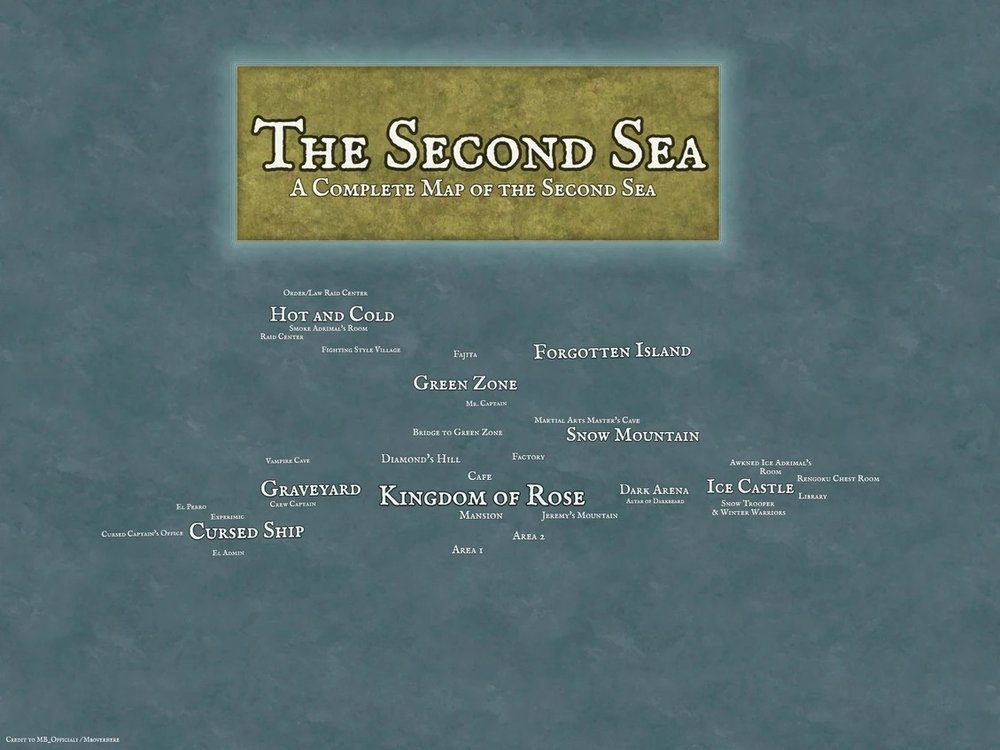 The Second Sea
A Complete Map of the Second Sea
Order/Law Raid Center
Hot and Cold
Smoke Adrimal's Room
Raid Center
Fighting Style Village
Fajita
Forgotten Island
Green Zone
Mr. Captain
Martial Arts Master's Cave
Bridge to Green Zone
Snow Mountain
Vampire Cave
Diamond's Hill
Factory
Awkned Ice Adrimal's
Room
Cafe
Rengoku Chest Room
Graveyard
Kingdom of Rose
Dark Arena
Ice Castle
Library
Crew Captain
Altar of Darkbeard
Snow Trooper
& Winter Warriors
El Perro
Experimic
Mansion
Jeremy's Mountain
Cursed Captain's Office
Cursed Ship
Area 2
El Admin
Area 1
Credit to MB_Officiali / Mboverhere